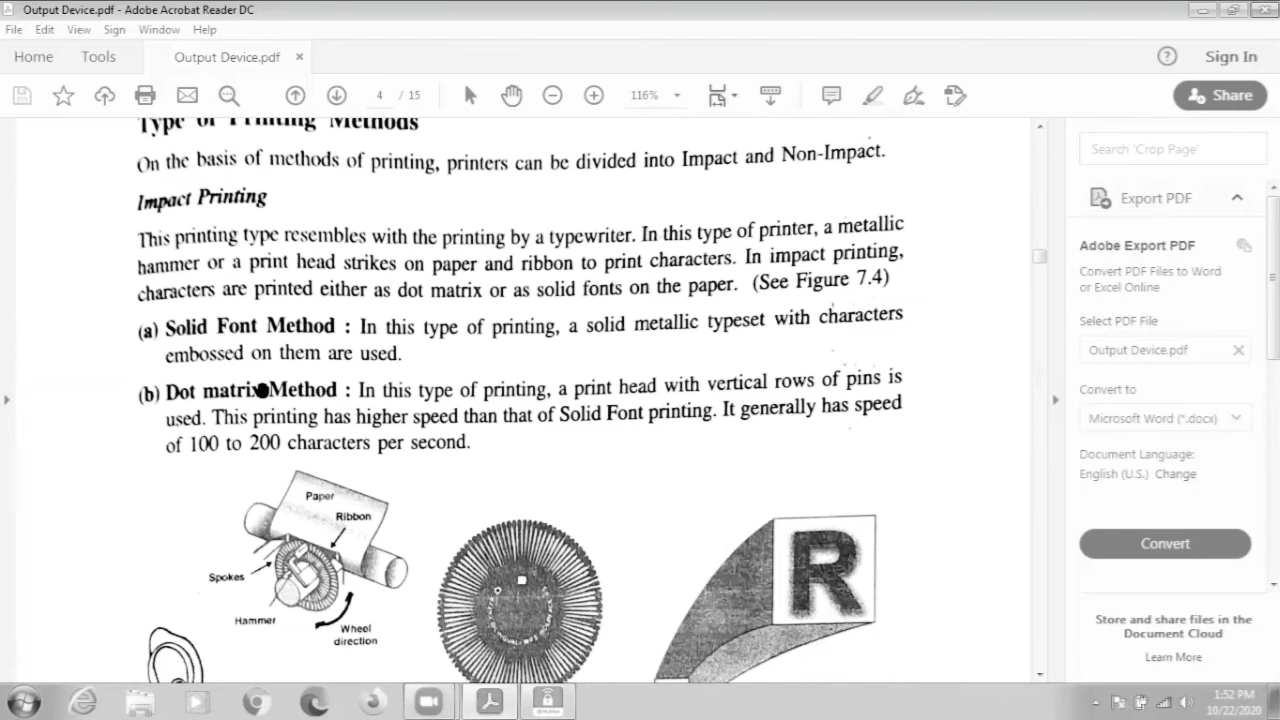 Output Device.pdf - Adobe Acrobat Reader DC
File Edit View Sign Window Help
Home Tools Output Device.pdf × Sign In
4 / 15 116% Share
Type of Printing Methods
On the basis of methods of printing, printers can be divided into Impact and Non-Impact.
Impact Printing
This printing type resembles with the printing by a typewriter. In this type of printer, a metallic
hammer or a print head strikes on paper and ribbon to print characters. In impact printing,
characters are printed either as dot matrix or as solid fonts on the paper. (See Figure 7.4)
(a) Solid Font Method : In this type of printing, a solid metallic typeset with characters
embossed on them are used.
(b) Dot matrix Method : In this type of printing, a print head with vertical rows of pins is
used. This printing has higher speed than that of Solid Font printing. It generally has speed
of 100 to 200 characters per second.
Paper
Ribbon
Spokes
Hammer
Wheel
direction
R
Search 'Crop Page'
Export PDF
Adobe Export PDF
Convert PDF Files to Word
or Excel Online
Select PDF File
Output Device.pdf
Convert to
Microsoft Word (*.docx)
Document Language:
English (U.S.) Change
Convert
Store and share files in the
Document Cloud
Learn More
1:52 PM
10/22/2020